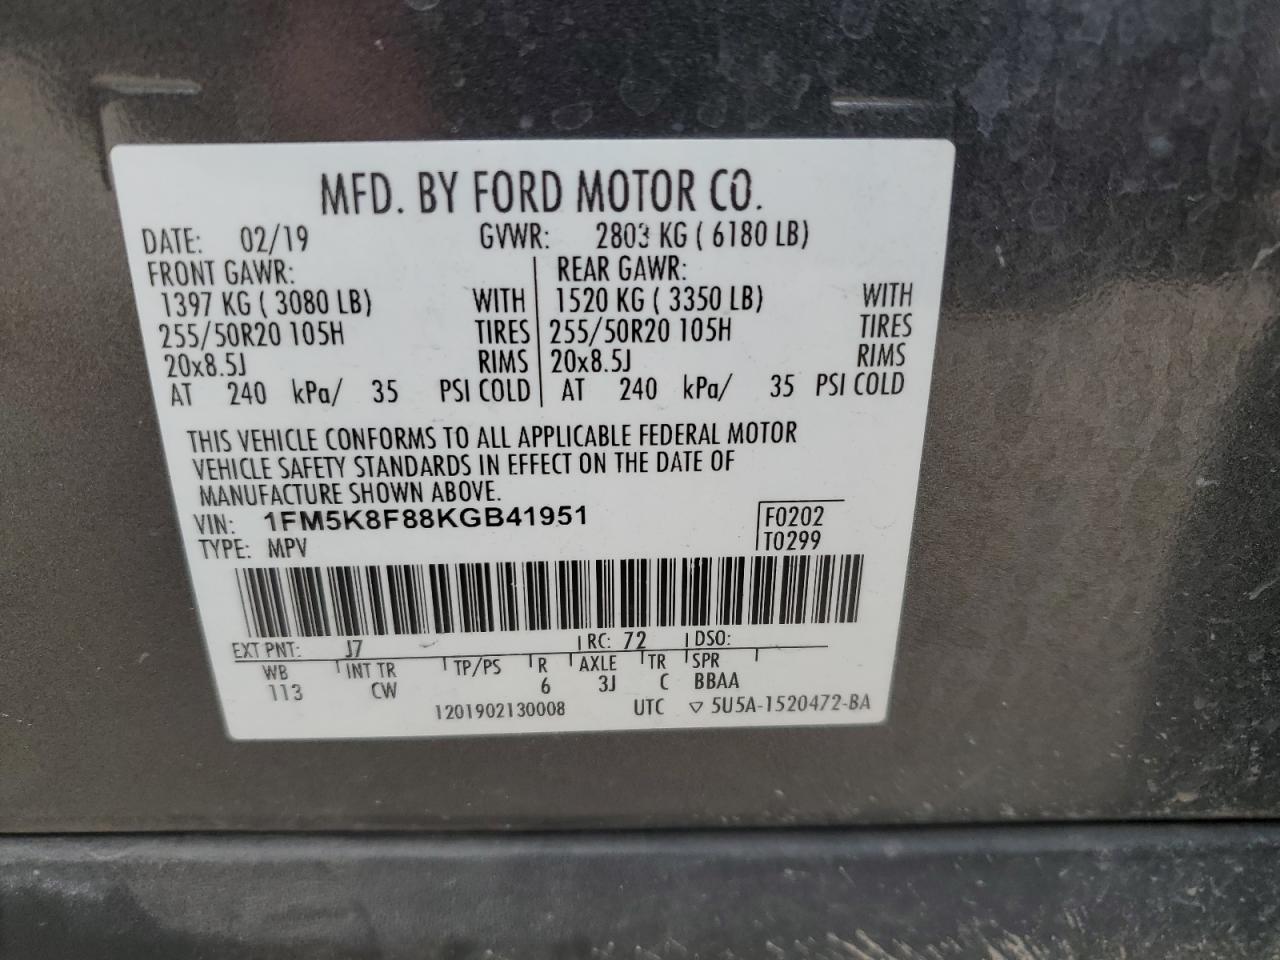 MFD. BY FORD MOTOR CO.
DATE: 02/19 GVWR: 2803 KG ( 6180 LB)
FRONT GAWR: REAR GAWR:
1397 KG ( 3080 LB) WITH 1520 KG ( 3350 LB) WITH
255/50R20 105H TIRES 255/50R20 105H TIRES
20x8.5J RIMS 20x8.5J RIMS
AT 240 kPa/ 35 PSI COLD AT 240 kPa/ 35 PSI COLD
THIS VEHICLE CONFORMS TO ALL APPLICABLE FEDERAL MOTOR
VEHICLE SAFETY STANDARDS IN EFFECT ON THE DATE OF
MANUFACTURE SHOWN ABOVE.
VIN: 1FM5K8F88KGB41951 F0202
TYPE: MPV T0299
EXT PNT: J7 RC: 72 DSO:
WB INT TR TP/PS R AXLE TR SPR
113 CW 6 3J C BBAA
1201902130008 UTC ▽ 5U5A-1520472-BA